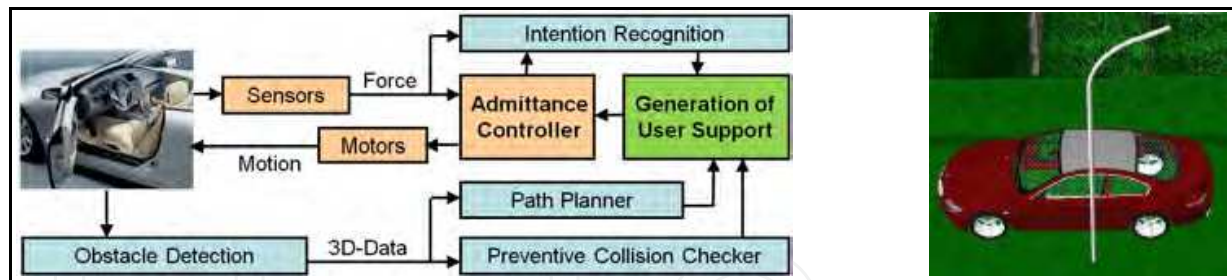 Intention Recognition
Force
Sensors
Admittance
Controller
Generation of
User Support
Motors
Motion
Path Planner
Obstacle Detection
3D-Data
Preventive Collision Checker